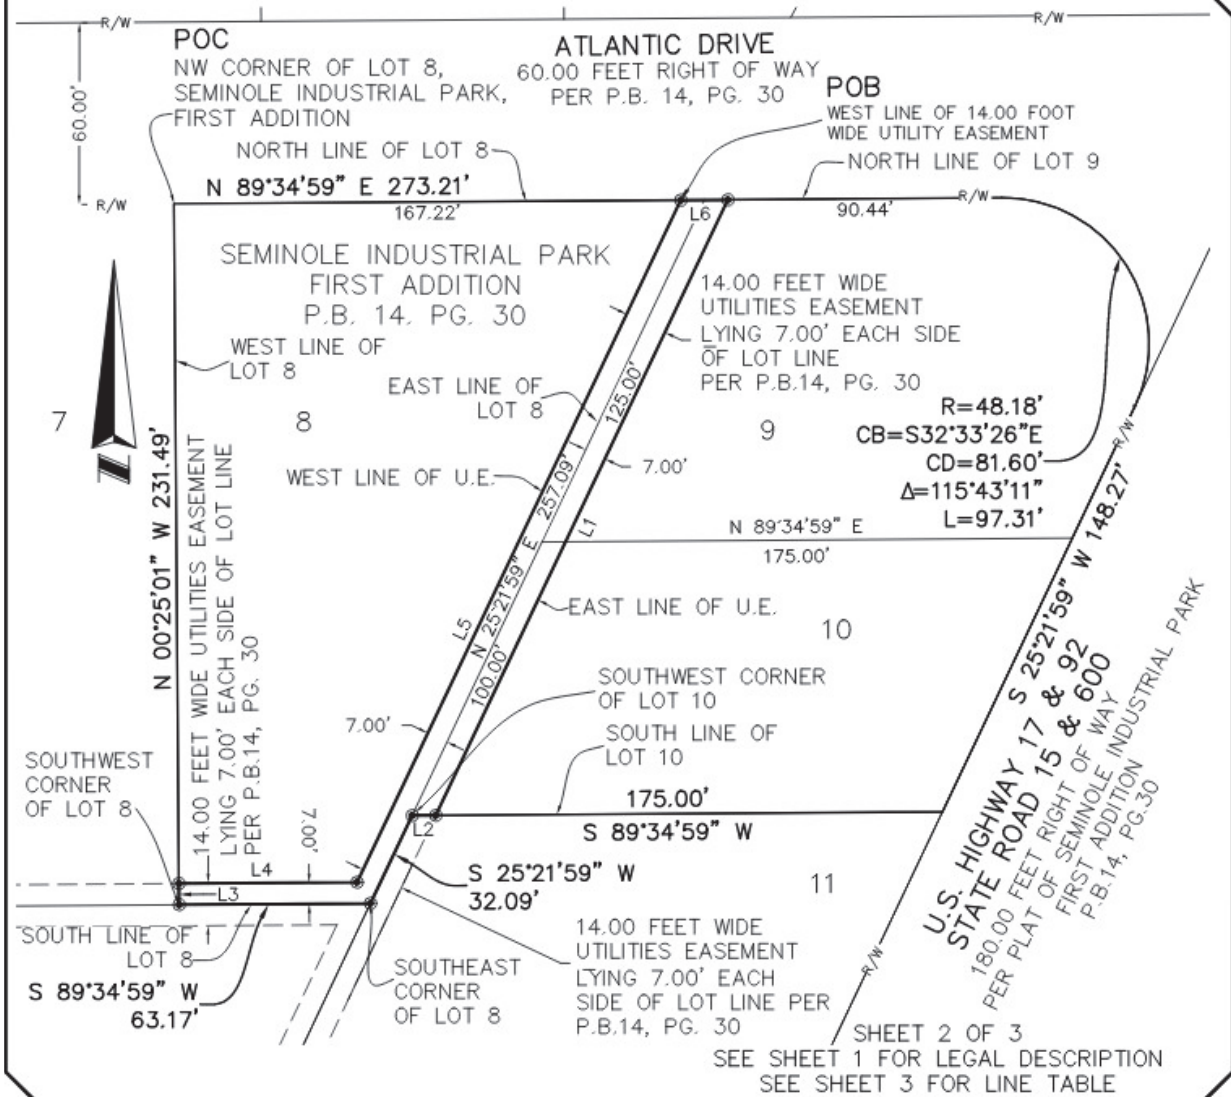 R/W
R/W
POC
NW CORNER OF LOT 8,
SEMINOLE INDUSTRIAL PARK,
FIRST ADDITION
ATLANTIC DRIVE
60.00 FEET RIGHT OF WAY
PER P.B. 14, PG. 30
POB
WEST LINE OF 14.00 FOOT
WIDE UTILITY EASEMENT
60.00'
NORTH LINE OF LOT 8
NORTH LINE OF LOT 9
N 89°34'59" E 273.21'
R/W
R/W
167.22'
L6
90.44'
SEMINOLE INDUSTRIAL PARK
FIRST ADDITION
P.B. 14, PG. 30
14.00 FEET WIDE
UTILITIES EASEMENT
LYING 7.00' EACH SIDE
OF LOT LINE
PER P.B.14, PG. 30
WEST LINE OF
LOT 8
EAST LINE OF
LOT 8
125.00'
7
8
9
R=48.18'
CB=S32°33'26"E
CD=81.60'
Δ=115°43'11"
L=97.31'
R/W
N
N 00°25'01" W 231.49'
14.00 FEET WIDE UTILITIES EASEMENT
LYING 7.00' EACH SIDE OF LOT LINE
PER P.B.14, PG. 30
WEST LINE OF U.E.
7.00'
N 25°21'59" E 257.09'
L1
N 89°34'59" E
175.00'
S 25°21'59" W 148.27'
EAST LINE OF U.E.
L5
10
100.00'
SOUTHWEST CORNER
OF LOT 10
7.00'
SOUTH LINE OF
LOT 10
U.S. HIGHWAY 17 & 92
STATE ROAD 15 & 600
180.00 FEET RIGHT OF WAY
PER PLAT OF SEMINOLE INDUSTRIAL PARK
FIRST ADDITION
P.B.14, PG.30
SOUTHWEST
CORNER
OF LOT 8
7.00'
175.00'
L2
S 89°34'59" W
L4
L3
S 25°21'59" W
32.09'
11
SOUTH LINE OF
LOT 8
S 89°34'59" W
63.17'
SOUTHEAST
CORNER
OF LOT 8
14.00 FEET WIDE
UTILITIES EASEMENT
LYING 7.00' EACH
SIDE OF LOT LINE PER
P.B.14, PG. 30
R/W
SHEET 2 OF 3
SEE SHEET 1 FOR LEGAL DESCRIPTION
SEE SHEET 3 FOR LINE TABLE